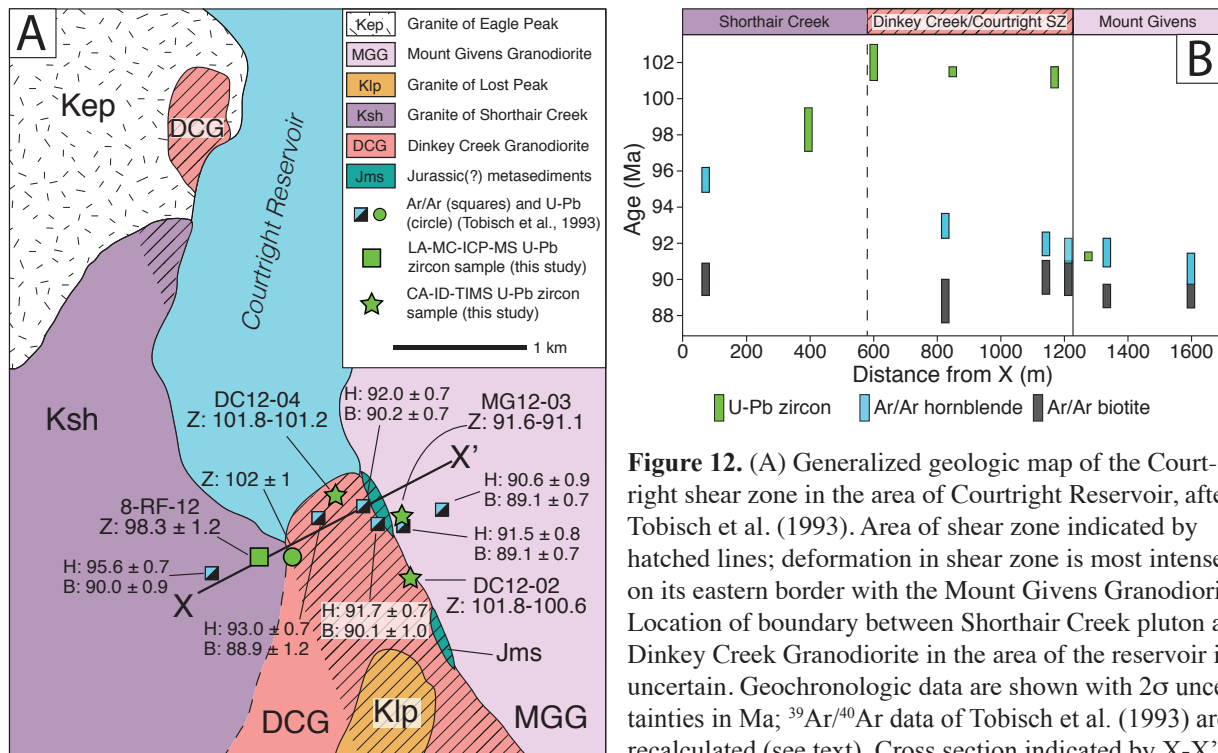 A
Kep Granite of Eagle Peak
MGG Mount Givens Granodiorite
Klp Granite of Lost Peak
Ksh Granite of Shorthair Creek
DCG Dinkey Creek Granodiorite
Jms Jurassic(?) metasediments
Ar/Ar (squares) and U-Pb
(circle) (Tobisch et al., 1993)
LA-MC-ICP-MS U-Pb
zircon sample (this study)
CA-ID-TIMS U-Pb zircon
sample (this study)
1 km
Kep
DCG
Courtright Reservoir
Ksh
DC12-04
Z: 101.8-101.2
H: 92.0 ± 0.7
B: 90.2 ± 0.7
MG12-03
Z: 91.6-91.1
X'
Z: 102 ± 1
H: 90.6 ± 0.9
B: 89.1 ± 0.7
8-RF-12
Z: 98.3 ± 1.2
H: 91.5 ± 0.8
B: 89.1 ± 0.7
H: 95.6 ± 0.7
B: 90.0 ± 0.9
X
DC12-02
Z: 101.8-100.6
H: 93.0 ± 0.7
B: 88.9 ± 1.2
H: 91.7 ± 0.7
B: 90.1 ± 1.0
Jms
DCG
Klp
MGG
Shorthair Creek Dinkey Creek/Courtright SZ Mount Givens
B
Age (Ma)
102
100
98
96
94
92
90
88
0 200 400 600 800 1000 1200 1400 1600
Distance from X (m)
U-Pb zircon Ar/Ar hornblende Ar/Ar biotite
Figure 12. (A) Generalized geologic map of the Court-
right shear zone in the area of Courtright Reservoir, afte
Tobisch et al. (1993). Area of shear zone indicated by
hatched lines; deformation in shear zone is most intense
on its eastern border with the Mount Givens Granodiori
Location of boundary between Shorthair Creek pluton a
Dinkey Creek Granodiorite in the area of the reservoir i
uncertain. Geochronologic data are shown with 2σ unce
tainties in Ma; ³⁹Ar/⁴⁰Ar data of Tobisch et al. (1993) are
recalculated (see text). Cross section indicated by X-X'